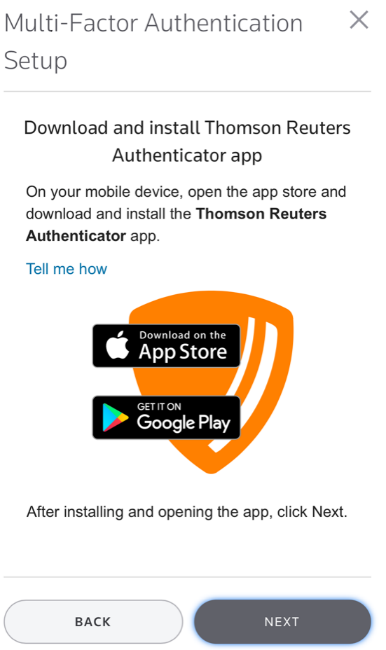 Multi-Factor Authentication
Setup
Download and install Thomson Reuters
Authenticator app
On your mobile device, open the app store and
download and install the Thomson Reuters
Authenticator app.
Tell me how
Download on the
App Store
GET IT ON
Google Play
After installing and opening the app, click Next.
BACK
NEXT